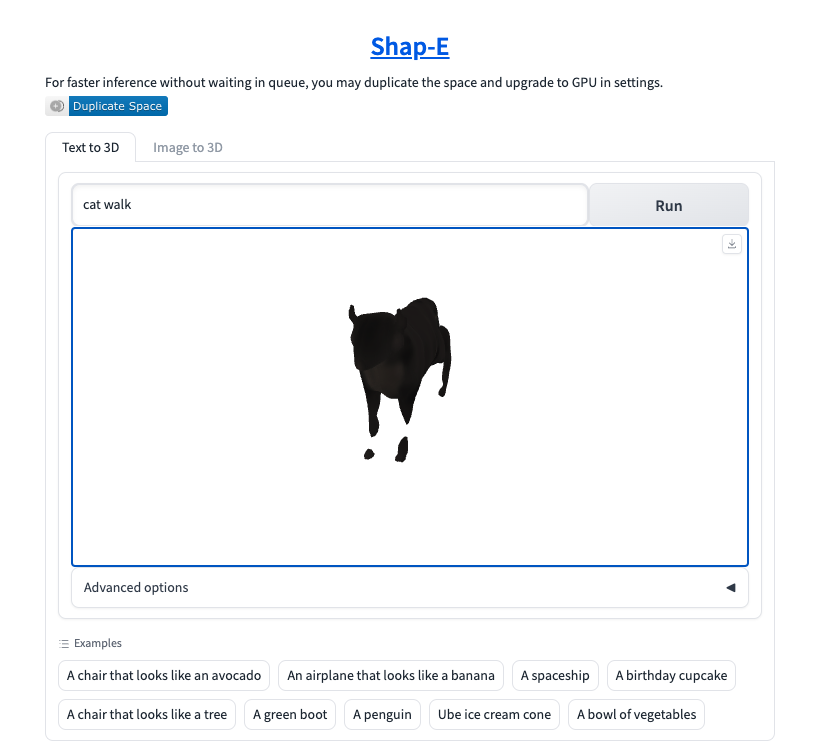 Shap-E
For faster inference without waiting in queue, you may duplicate the space and upgrade to GPU in settings.
Duplicate Space
Text to 3D Image to 3D
cat walk Run
Advanced options
Examples
A chair that looks like an avocado An airplane that looks like a banana A spaceship A birthday cupcake
A chair that looks like a tree A green boot A penguin Ube ice cream cone A bowl of vegetables